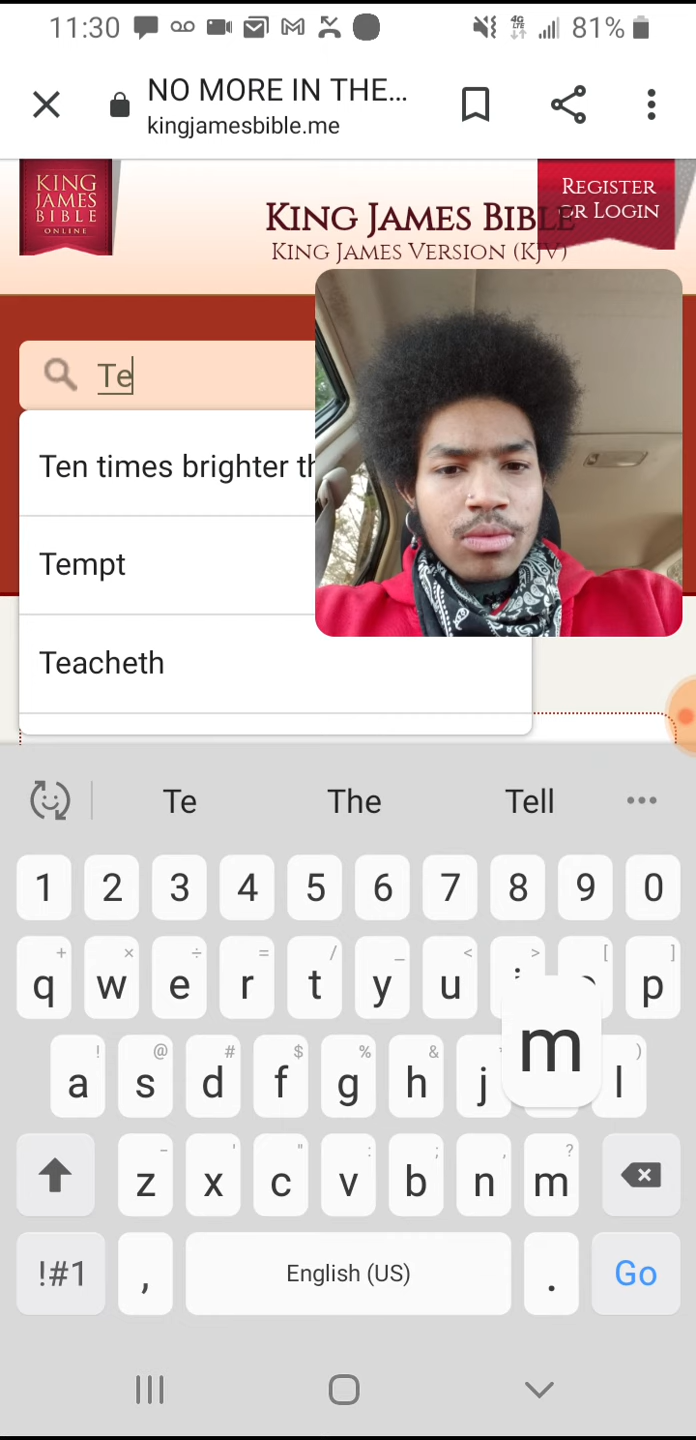 11:30
4G
LTE
81%
NO MORE IN THE...
kingjamesbible.me
KING
JAMES
BIBLE
ONLINE
KING JAMES BIBLE
KING JAMES VERSION (KJV)
REGISTER
OR LOGIN
Te
Ten times brighter th
Tempt
Teacheth
Te The Tell
1 2 3 4 5 6 7 8 9 0
+ × ÷ = / _ < > [ ]
q w e r t y u i p
! @ # $ % & )
a s d f g h j l
m
- ' " : ; , ?
z x c v b n m
!#1 , English (US) . Go